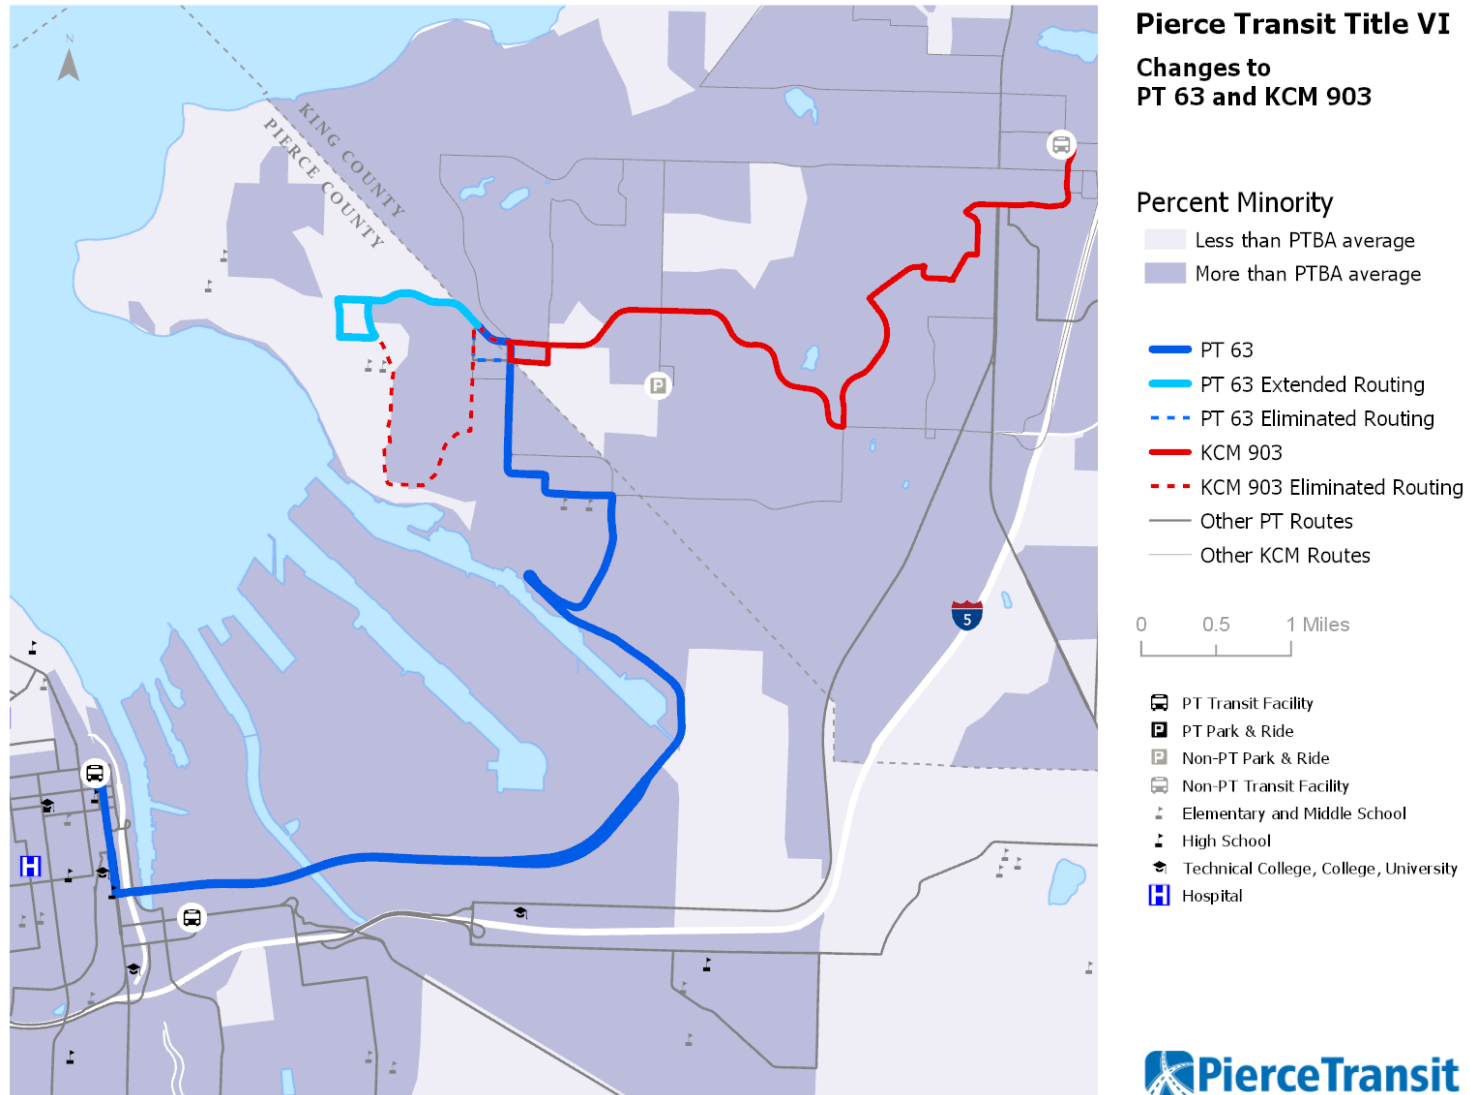 Pierce Transit Title VI
Changes to
PT 63 and KCM 903
N
KING COUNTY
PIERCE COUNTY
Percent Minority
Less than PTBA average
More than PTBA average
PT 63
PT 63 Extended Routing
PT 63 Eliminated Routing
KCM 903
KCM 903 Eliminated Routing
Other PT Routes
Other KCM Routes
P
5
0 0.5 1 Miles
PT Transit Facility
P PT Park & Ride
P Non-PT Park & Ride
Non-PT Transit Facility
Elementary and Middle School
High School
Technical College, College, University
H Hospital
H
PierceTransit